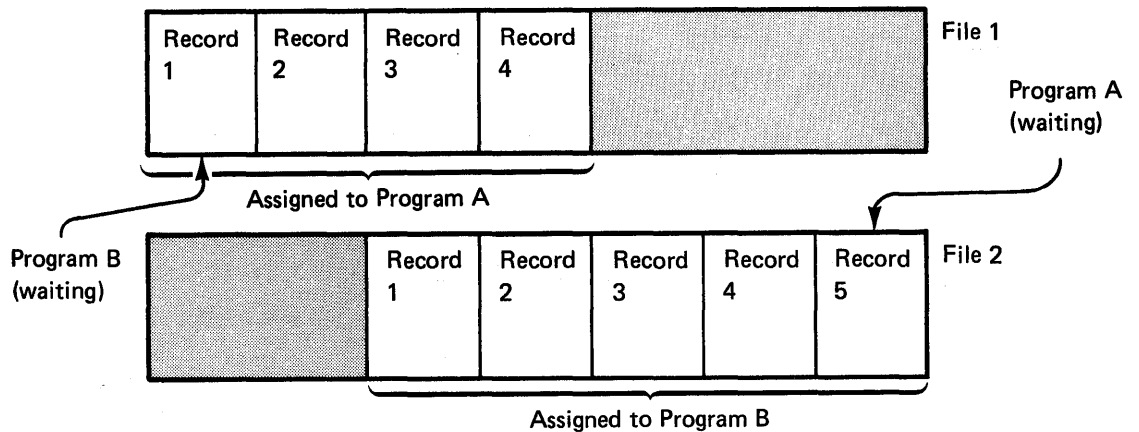 Record 1
Record 2
Record 3
Record 4
File 1
Program A
(waiting)
Assigned to Program A
Program B
(waiting)
Record 1
Record 2
Record 3
Record 4
Record 5
File 2
Assigned to Program B